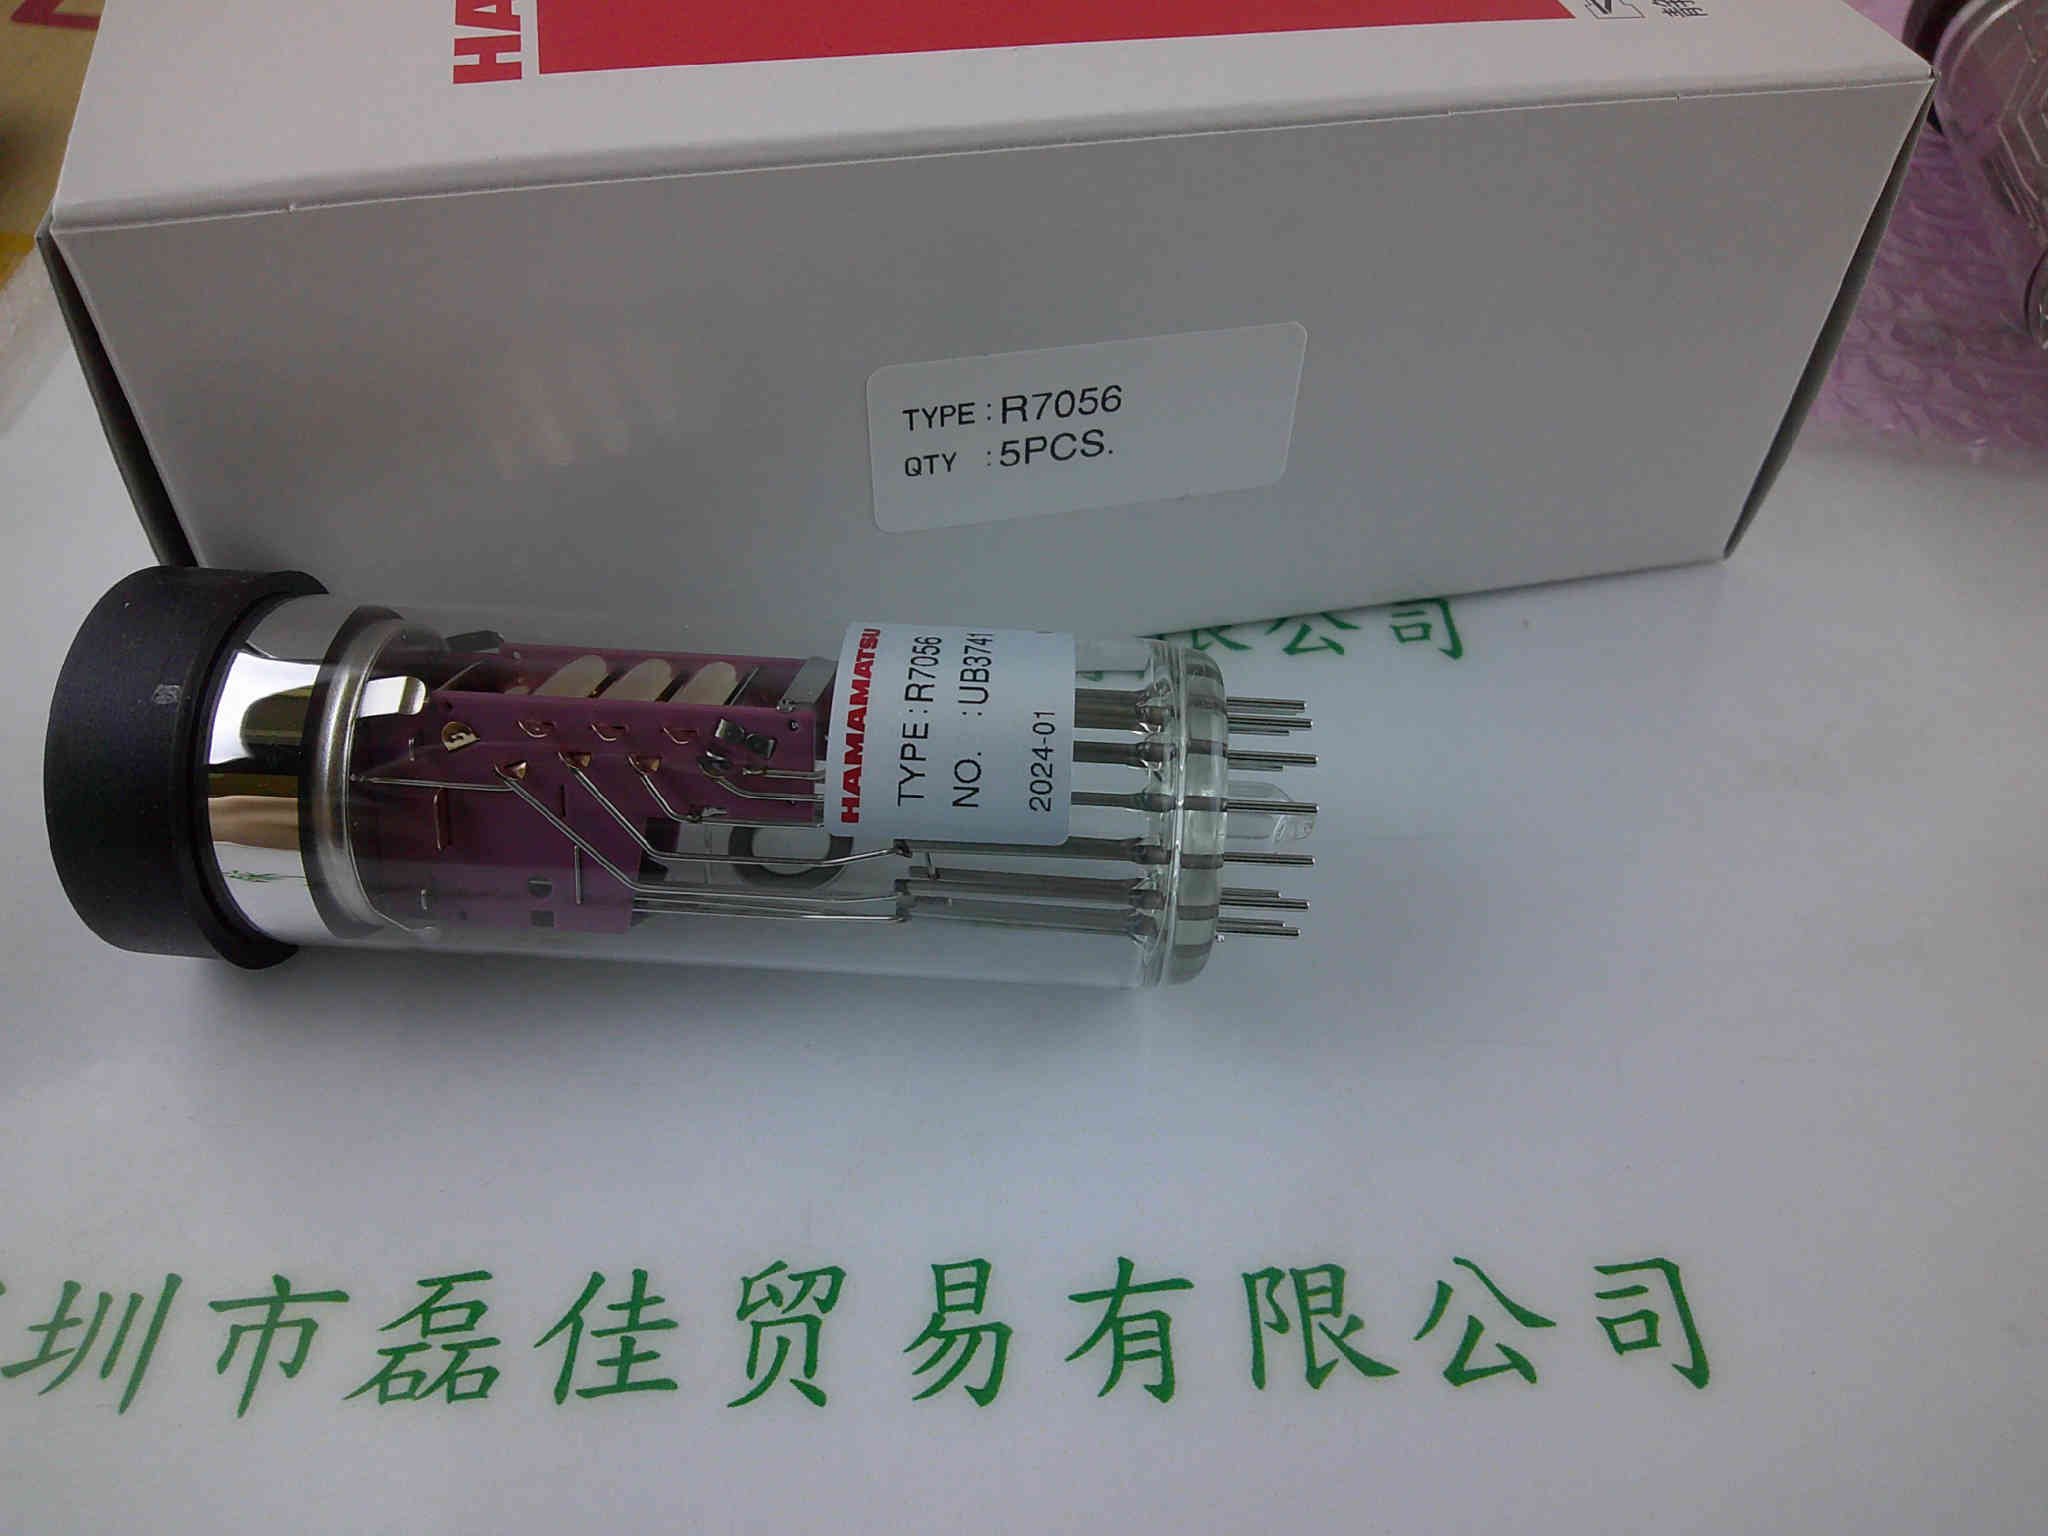 HA
静
TYPE : R7056
QTY : 5PCS.
HAMAMATSU
TYPE : R7056
NO. : UB3741
2024-01
限公司
圳市磊佳贸易有限公司